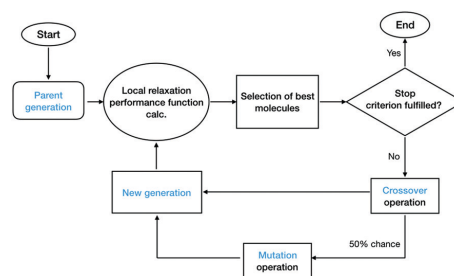 Start
Parent
generation
Local relaxation
performance function
calc.
Selection of best
molecules
Stop
criterion fulfilled?
Yes
End
No
Crossover
operation
50% chance
Mutation
operation
New generation